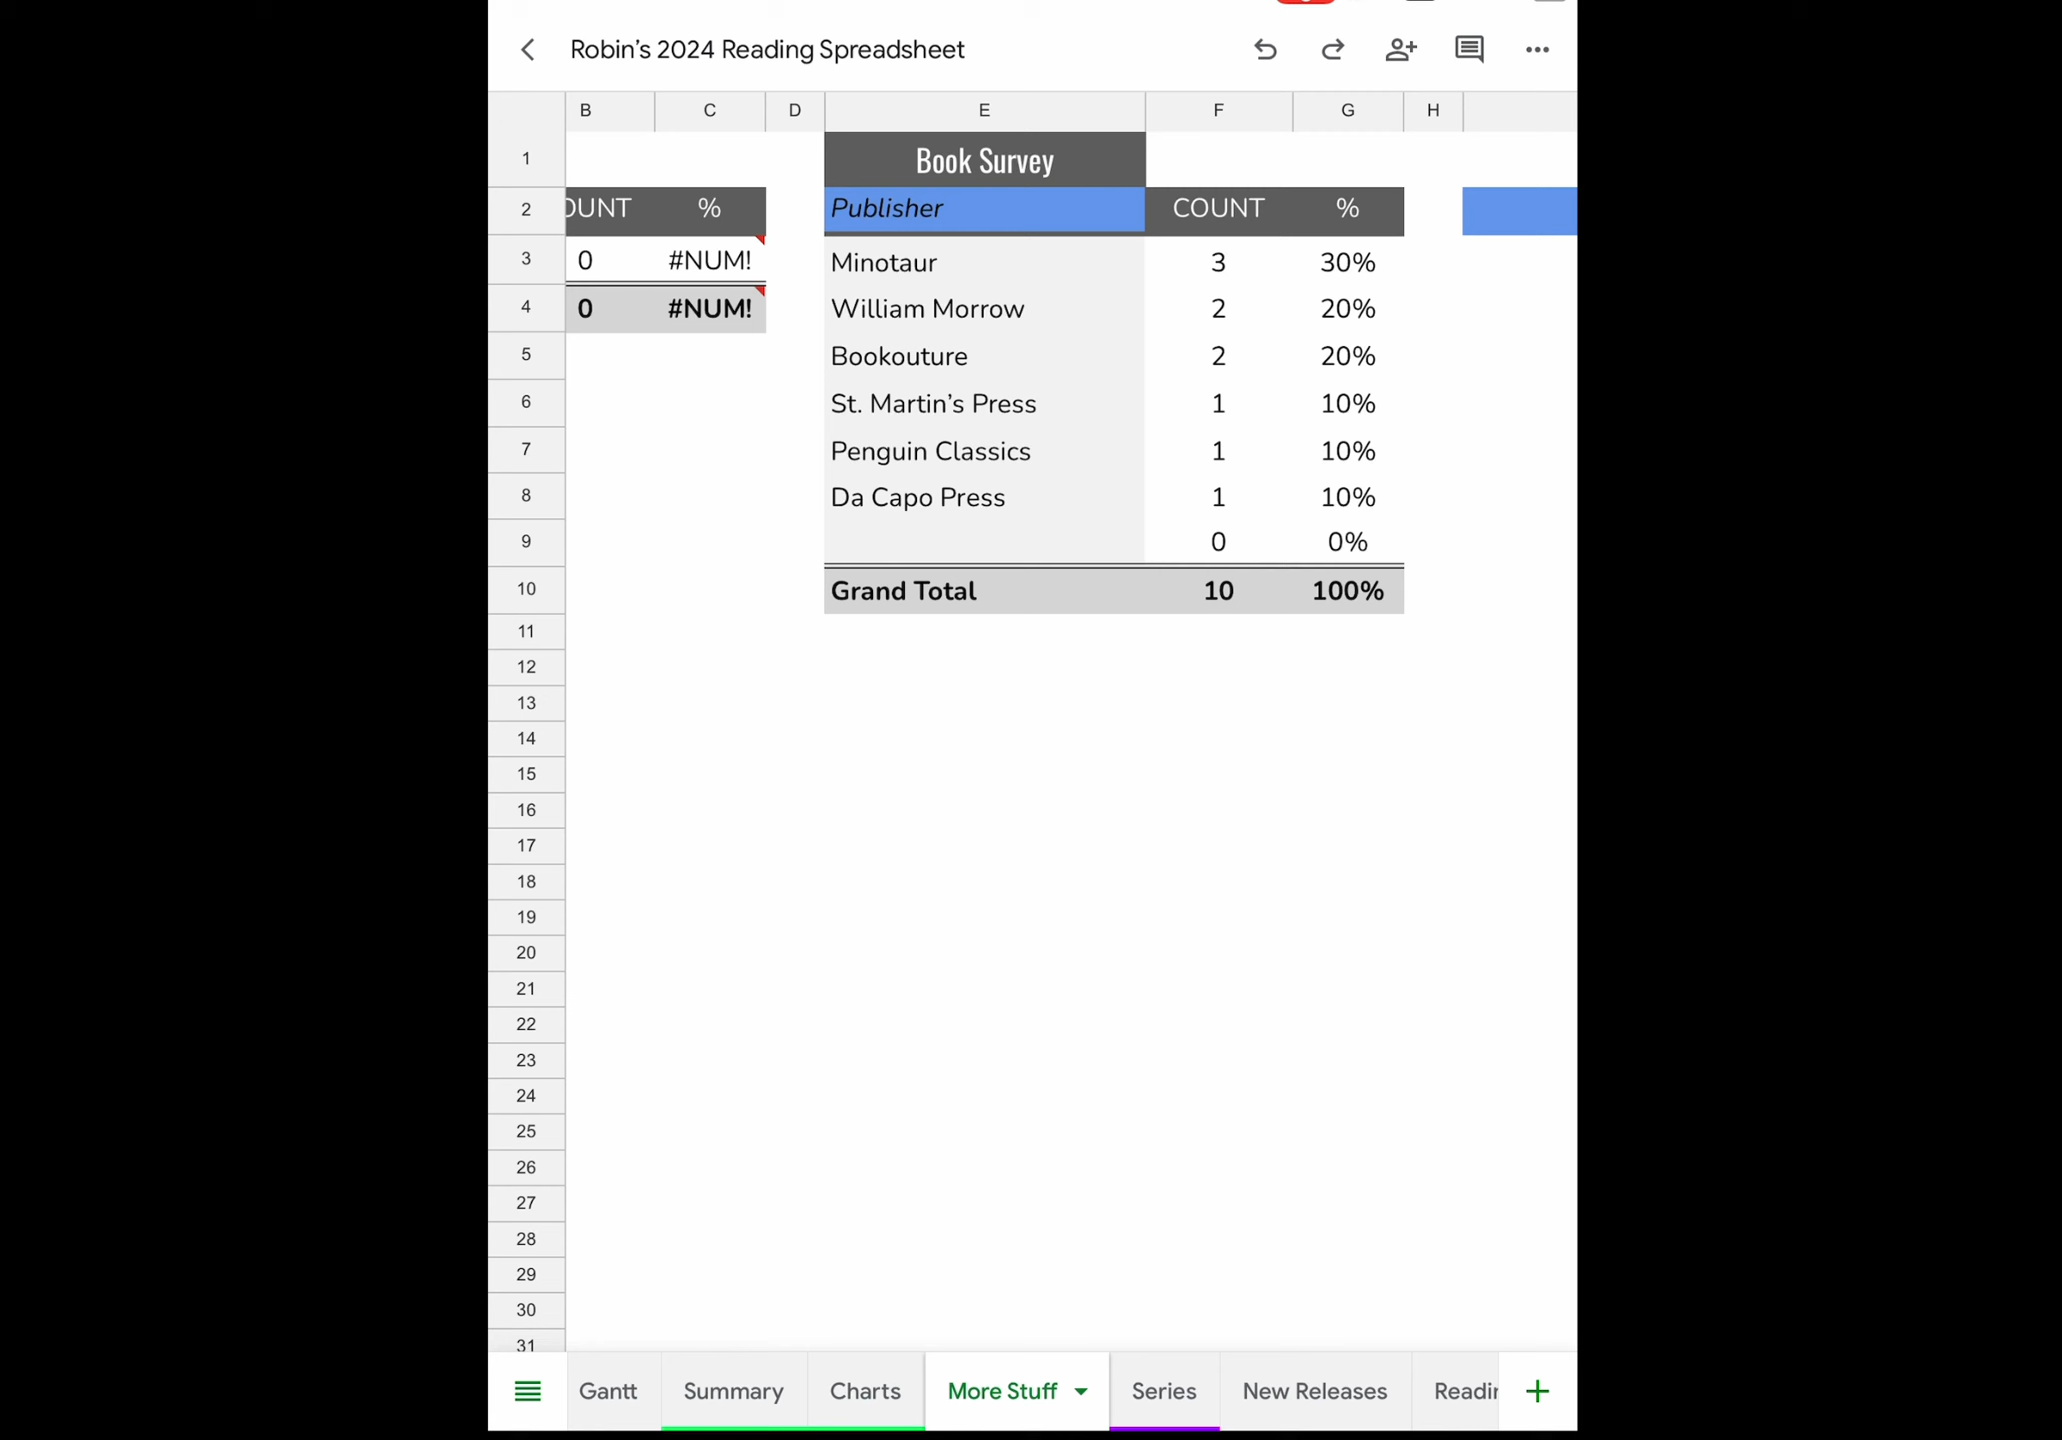 Robin’s 2024 Reading Spreadsheet
B C D E F G H
1 Book Survey
2 OUNT % Publisher COUNT %
3 0 #NUM! Minotaur 3 30%
4 0 #NUM! William Morrow 2 20%
5 Bookouture 2 20%
6 St. Martin’s Press 1 10%
7 Penguin Classics 1 10%
8 Da Capo Press 1 10%
9 0 0%
10 Grand Total 10 100%
11
12
13
14
15
16
17
18
19
20
21
22
23
24
25
26
27
28
29
30
31
Gantt Summary Charts More Stuff Series New Releases Readin